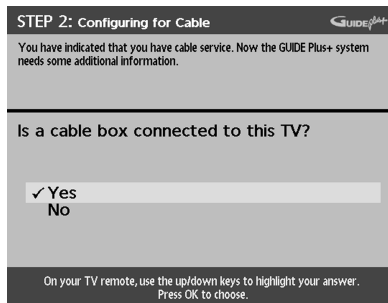 STEP 2: Configuring for Cable
GUIDE plus+
You have indicated that you have cable service. Now the GUIDE Plus+ system
needs some additional information.
Is a cable box connected to this TV?
✓ Yes
No
On your TV remote, use the up/down keys to highlight your answer.
Press OK to choose.